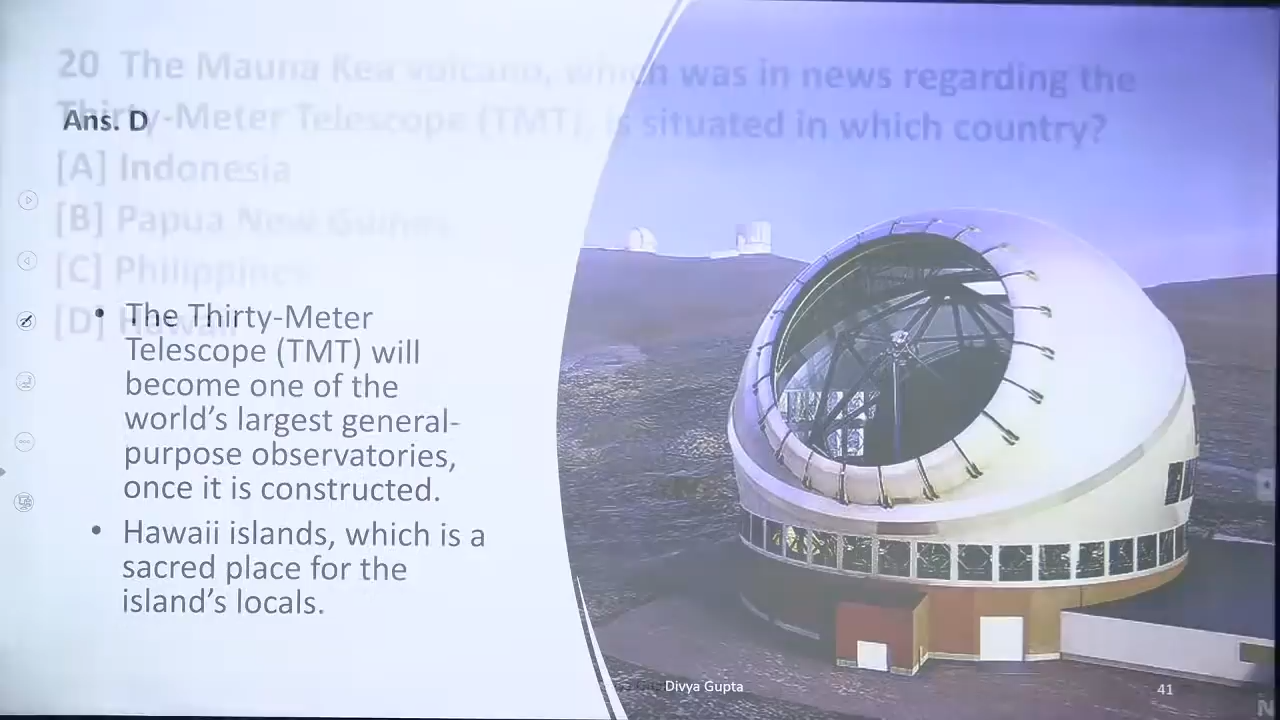 20 The Mauna Kea volcano, which was in news regarding the
Thirty-Meter Telescope (TMT), is situated in which country?
Ans. D
[A] Indonesia
[B] Papua New Guinea
[C] Philippines
[D] Hawaii
• The Thirty-Meter
Telescope (TMT) will
become one of the
world's largest general-
purpose observatories,
once it is constructed.
• Hawaii islands, which is a
sacred place for the
island's locals.
Divya Gupta
41
N